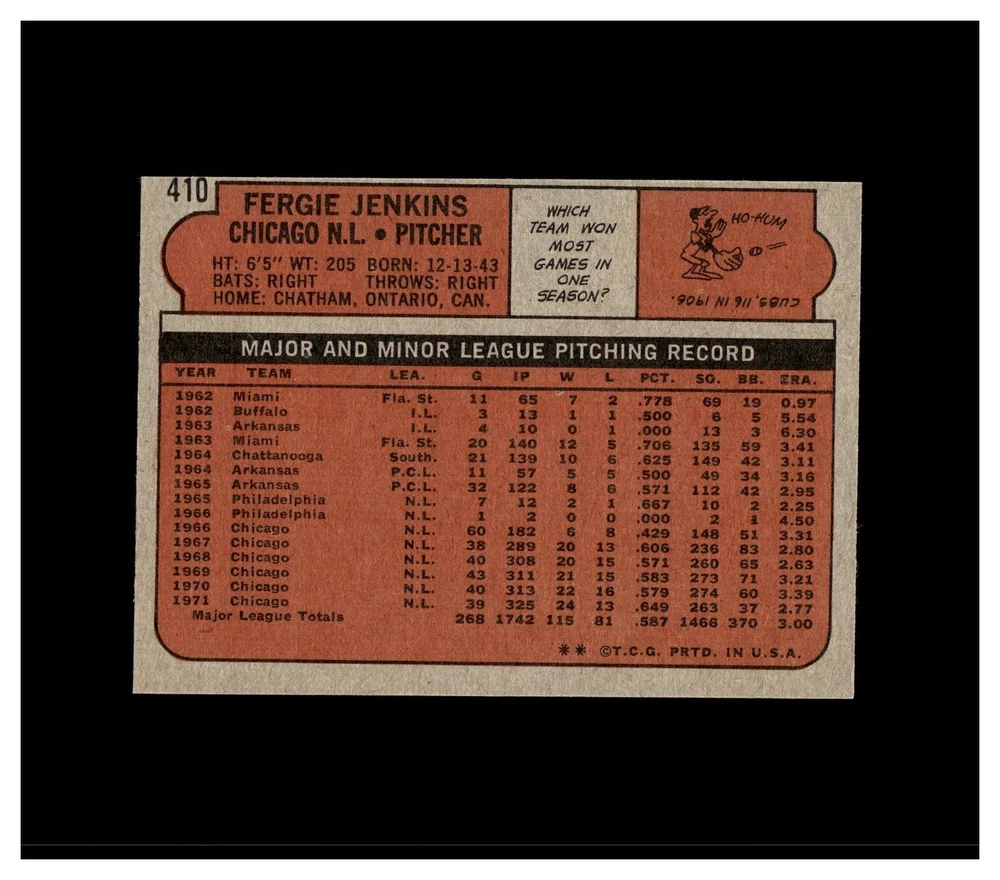 410
FERGIE JENKINS
CHICAGO N.L. • PITCHER
HT: 6'5" WT: 205 BORN: 12-13-43
BATS: RIGHT THROWS: RIGHT
HOME: CHATHAM, ONTARIO, CAN.
WHICH
TEAM WON
MOST
GAMES IN
ONE
SEASON?
HO-HUM
CUBS, 116 IN 1906.
MAJOR AND MINOR LEAGUE PITCHING RECORD
YEAR TEAM LEA. G IP W L PCT. SO. BB. ERA.
1962 Miami Fla. St. 11 65 7 2 .778 69 19 0.97
1962 Buffalo I.L. 3 13 1 1 .500 6 5 5.54
1963 Arkansas I.L. 4 10 0 1 .000 13 3 6.30
1963 Miami Fla. St. 20 140 12 5 .706 135 59 3.41
1964 Chattanooga South. 21 139 10 6 .625 149 42 3.11
1964 Arkansas P.C.L. 11 57 5 5 .500 49 34 3.16
1965 Arkansas P.C.L. 32 122 8 6 .571 112 42 2.95
1965 Philadelphia N.L. 7 12 2 1 .667 10 2 2.25
1966 Philadelphia N.L. 1 2 0 0 .000 2 1 4.50
1966 Chicago N.L. 60 182 6 8 .429 148 51 3.31
1967 Chicago N.L. 38 289 20 13 .606 236 83 2.80
1968 Chicago N.L. 40 308 20 15 .571 260 65 2.63
1969 Chicago N.L. 43 311 21 15 .583 273 71 3.21
1970 Chicago N.L. 40 313 22 16 .579 274 60 3.39
1971 Chicago N.L. 39 325 24 13 .649 263 37 2.77
Major League Totals 268 1742 115 81 .587 1466 370 3.00
** ©T.C.G. PRTD. IN U.S.A.